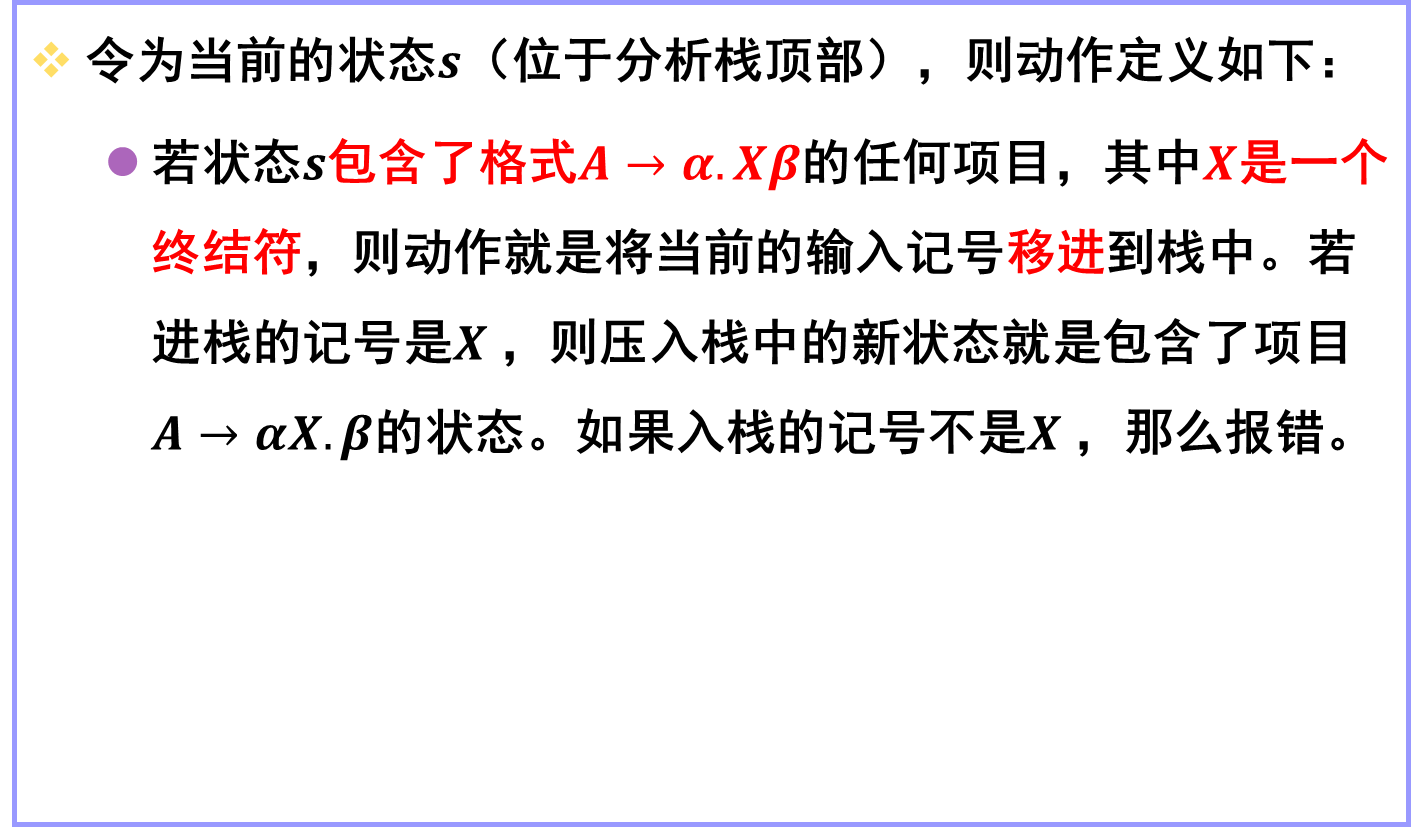 令为当前的状态s（位于分析栈顶部），则动作定义如下：
若状态s包含了格式A → α.Xβ的任何项目，其中X是一个
终结符，则动作就是将当前的输入记号移进到栈中。若
进栈的记号是X ，则压入栈中的新状态就是包含了项目
A → αX.β的状态。如果入栈的记号不是X ，那么报错。